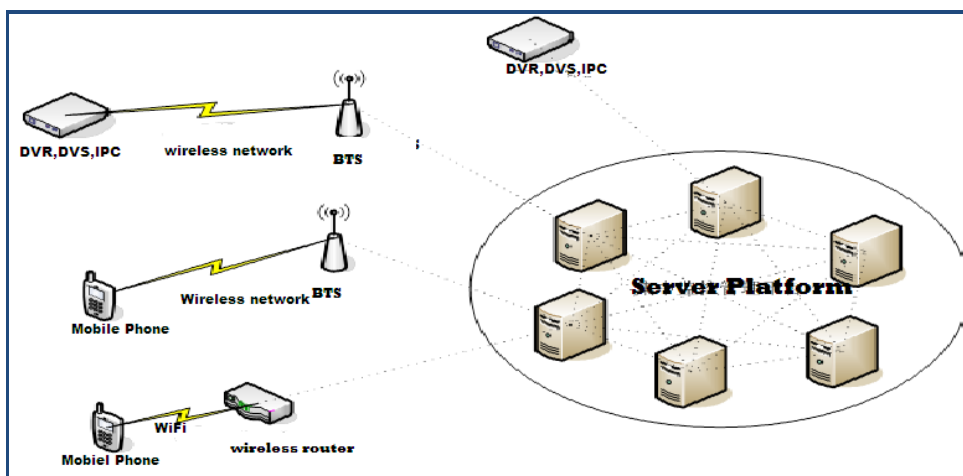 DVR,DVS,IPC
DVR,DVS,IPC
wireless network
BTS
;
Server Platform
Wireless network
BTS
Mobile Phone
WiFi
wireless router
Mobiel Phone